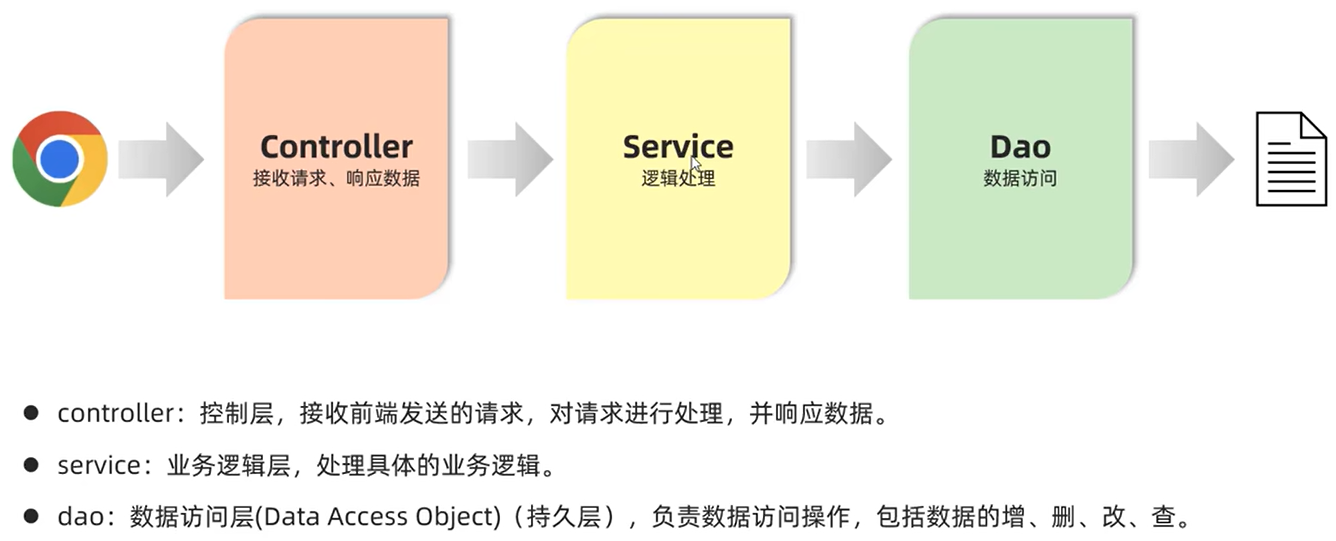 Controller
接收请求、响应数据
Service
逻辑处理
Dao
数据访问
controller：控制层，接收前端发送的请求，对请求进行处理，并响应数据。
service：业务逻辑层，处理具体的业务逻辑。
dao：数据访问层(Data Access Object)（持久层），负责数据访问操作，包括数据的增、删、改、查。